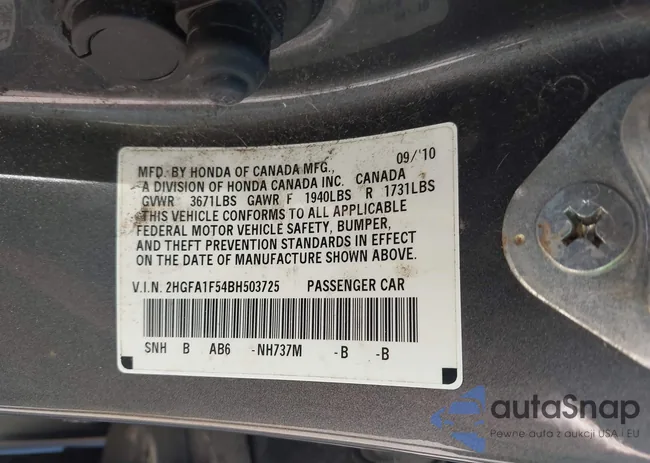 MFD. BY HONDA OF CANADA MFG., 09/'10
A DIVISION OF HONDA CANADA INC. CANADA
GVWR 3671LBS GAWR F 1940LBS R 1731LBS
THIS VEHICLE CONFORMS TO ALL APPLICABLE
FEDERAL MOTOR VEHICLE SAFETY, BUMPER,
AND THEFT PREVENTION STANDARDS IN EFFECT
ON THE DATE OF MANUFACTURE SHOWN ABOVE.
V.I.N. 2HGFA1F54BH503725 PASSENGER CAR
SNH B AB6 -NH737M -B -B
autaSnap
Pewne auta z aukcji USA i EU